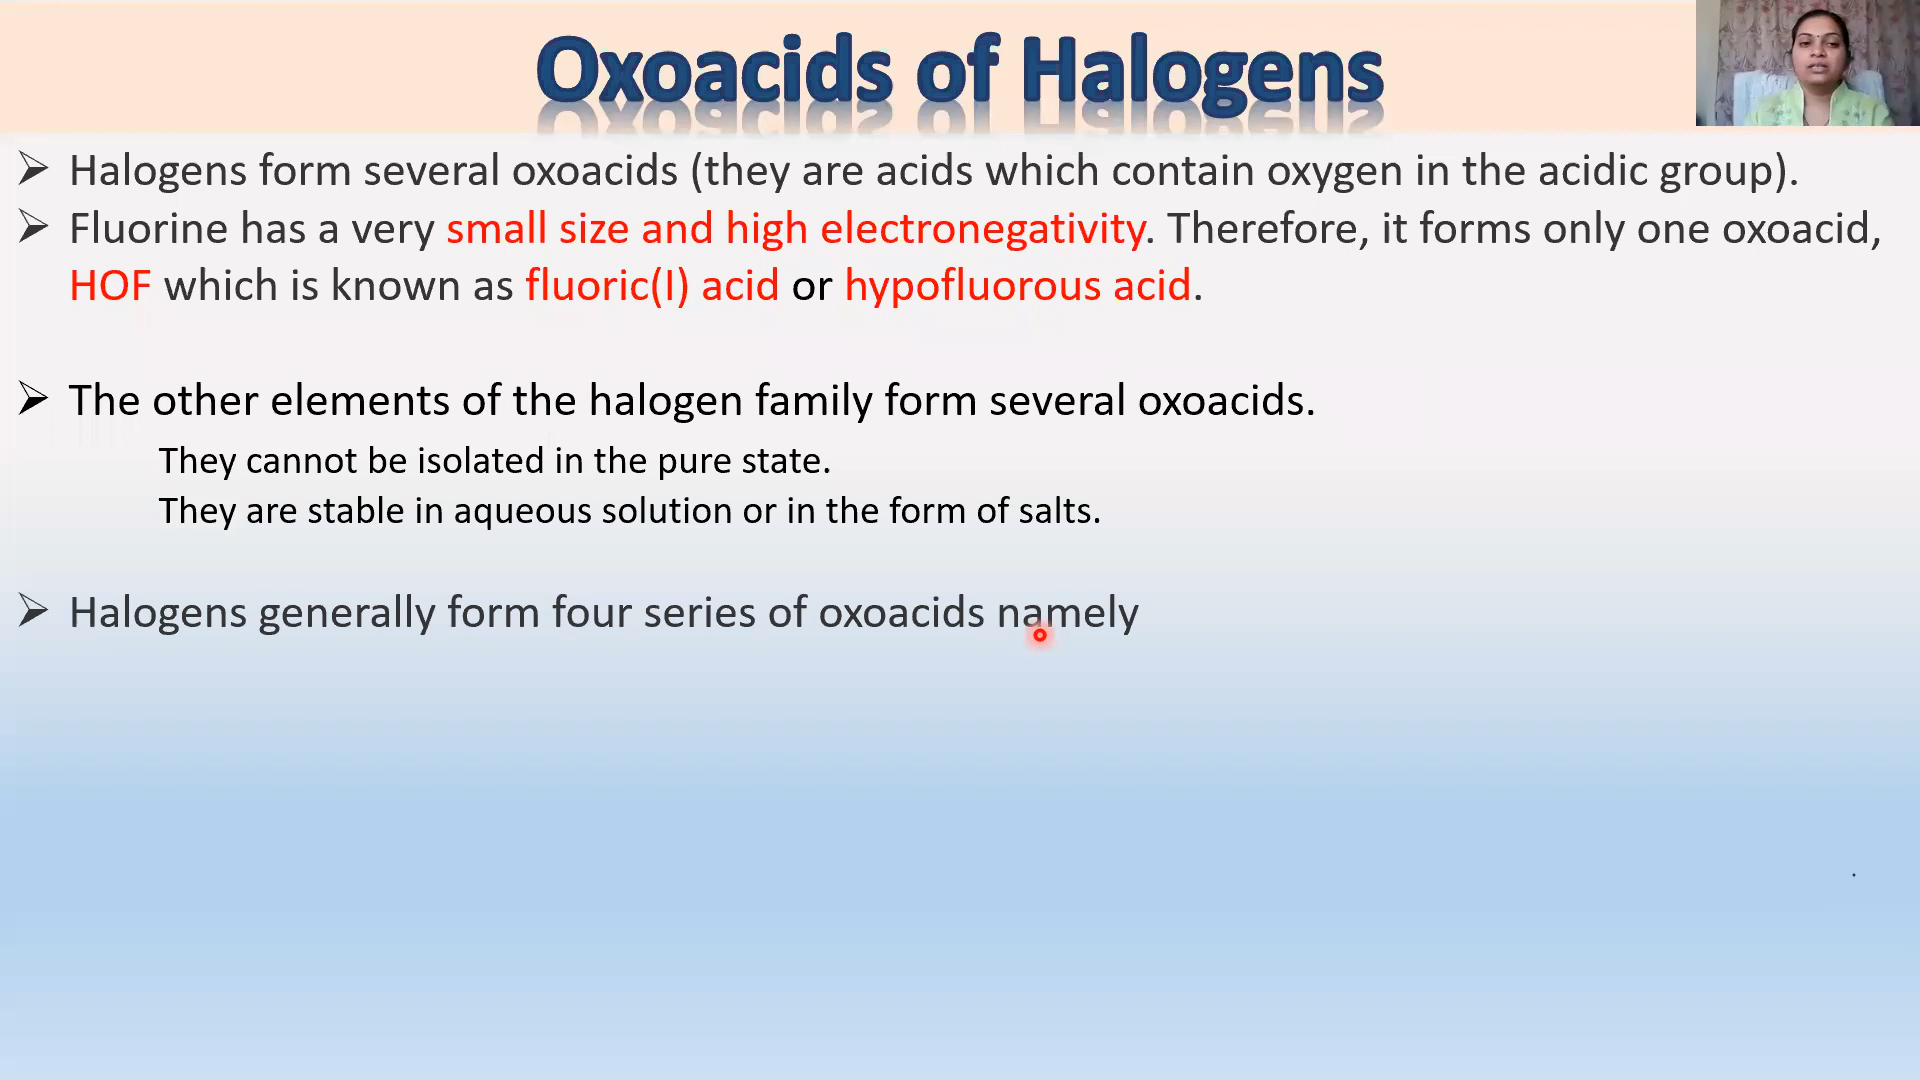 Oxoacids of Halogens
Halogens form several oxoacids (they are acids which contain oxygen in the acidic group).
Fluorine has a very small size and high electronegativity. Therefore, it forms only one oxoacid,
HOF which is known as fluoric(I) acid or hypofluorous acid.
The other elements of the halogen family form several oxoacids.
They cannot be isolated in the pure state.
They are stable in aqueous solution or in the form of salts.
Halogens generally form four series of oxoacids namely